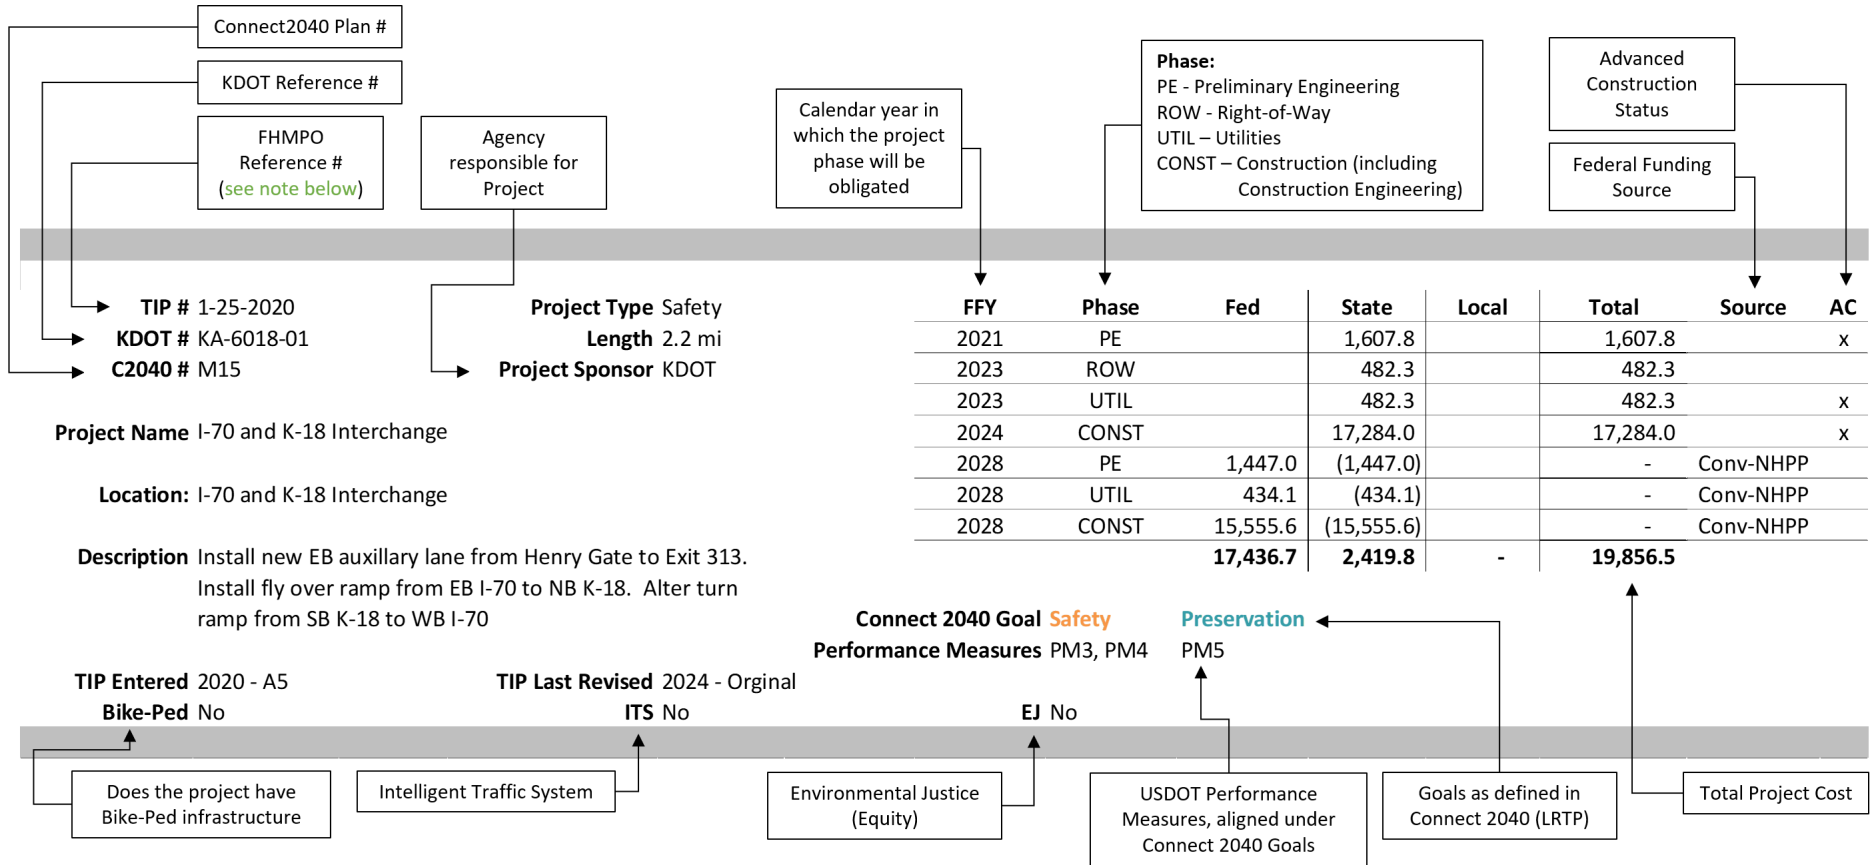 Connect2040 Plan #
KDOT Reference #
FHMPO
Reference #
(see note below)
Agency
responsible for
Project
Calendar year in
which the project
phase will be
obligated
Phase:
PE - Preliminary Engineering
ROW - Right-of-Way
UTIL – Utilities
CONST – Construction (including
Construction Engineering)
Advanced
Construction
Status
Federal Funding
Source
TIP # 1-25-2020
KDOT # KA-6018-01
C2040 # M15
Project Type Safety
Length 2.2 mi
Project Sponsor KDOT
Project Name I-70 and K-18 Interchange
Location: I-70 and K-18 Interchange
Description Install new EB auxillary lane from Henry Gate to Exit 313.
Install fly over ramp from EB I-70 to NB K-18. Alter turn
ramp from SB K-18 to WB I-70
FFY Phase Fed State Local Total Source AC
2021 PE 1,607.8 1,607.8 x
2023 ROW 482.3 482.3
2023 UTIL 482.3 482.3 x
2024 CONST 17,284.0 17,284.0 x
2028 PE 1,447.0 (1,447.0) - Conv-NHPP
2028 UTIL 434.1 (434.1) - Conv-NHPP
2028 CONST 15,555.6 (15,555.6) - Conv-NHPP
17,436.7 2,419.8 - 19,856.5
Connect 2040 Goal Safety Preservation
Performance Measures PM3, PM4 PM5
TIP Entered 2020 - A5
TIP Last Revised 2024 - Orginal
Bike-Ped No
ITS No
EJ No
Does the project have
Bike-Ped infrastructure
Intelligent Traffic System
Environmental Justice
(Equity)
USDOT Performance
Measures, aligned under
Connect 2040 Goals
Goals as defined in
Connect 2040 (LRTP)
Total Project Cost